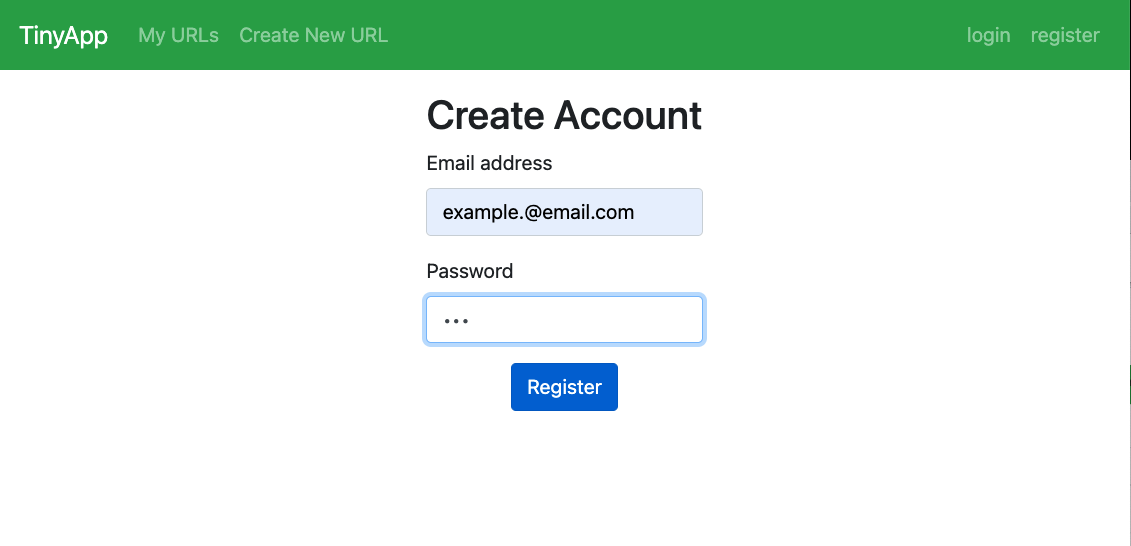 TinyApp My URLs Create New URL login register
Create Account
Email address
example.@email.com
Password
•••
Register